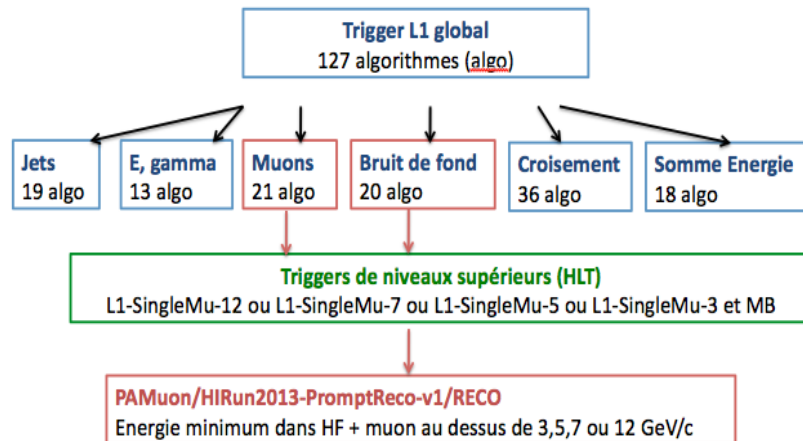 Trigger L1 global
127 algorithmes (algo)
Jets
19 algo
E, gamma
13 algo
Muons
21 algo
Bruit de fond
20 algo
Croisement
36 algo
Somme Energie
18 algo
Triggers de niveaux supérieurs (HLT)
L1-SingleMu-12 ou L1-SingleMu-7 ou L1-SingleMu-5 ou L1-SingleMu-3 et MB
PAMuon/HIRun2013-PromptReco-v1/RECO
Energie minimum dans HF + muon au dessus de 3,5,7 ou 12 GeV/c